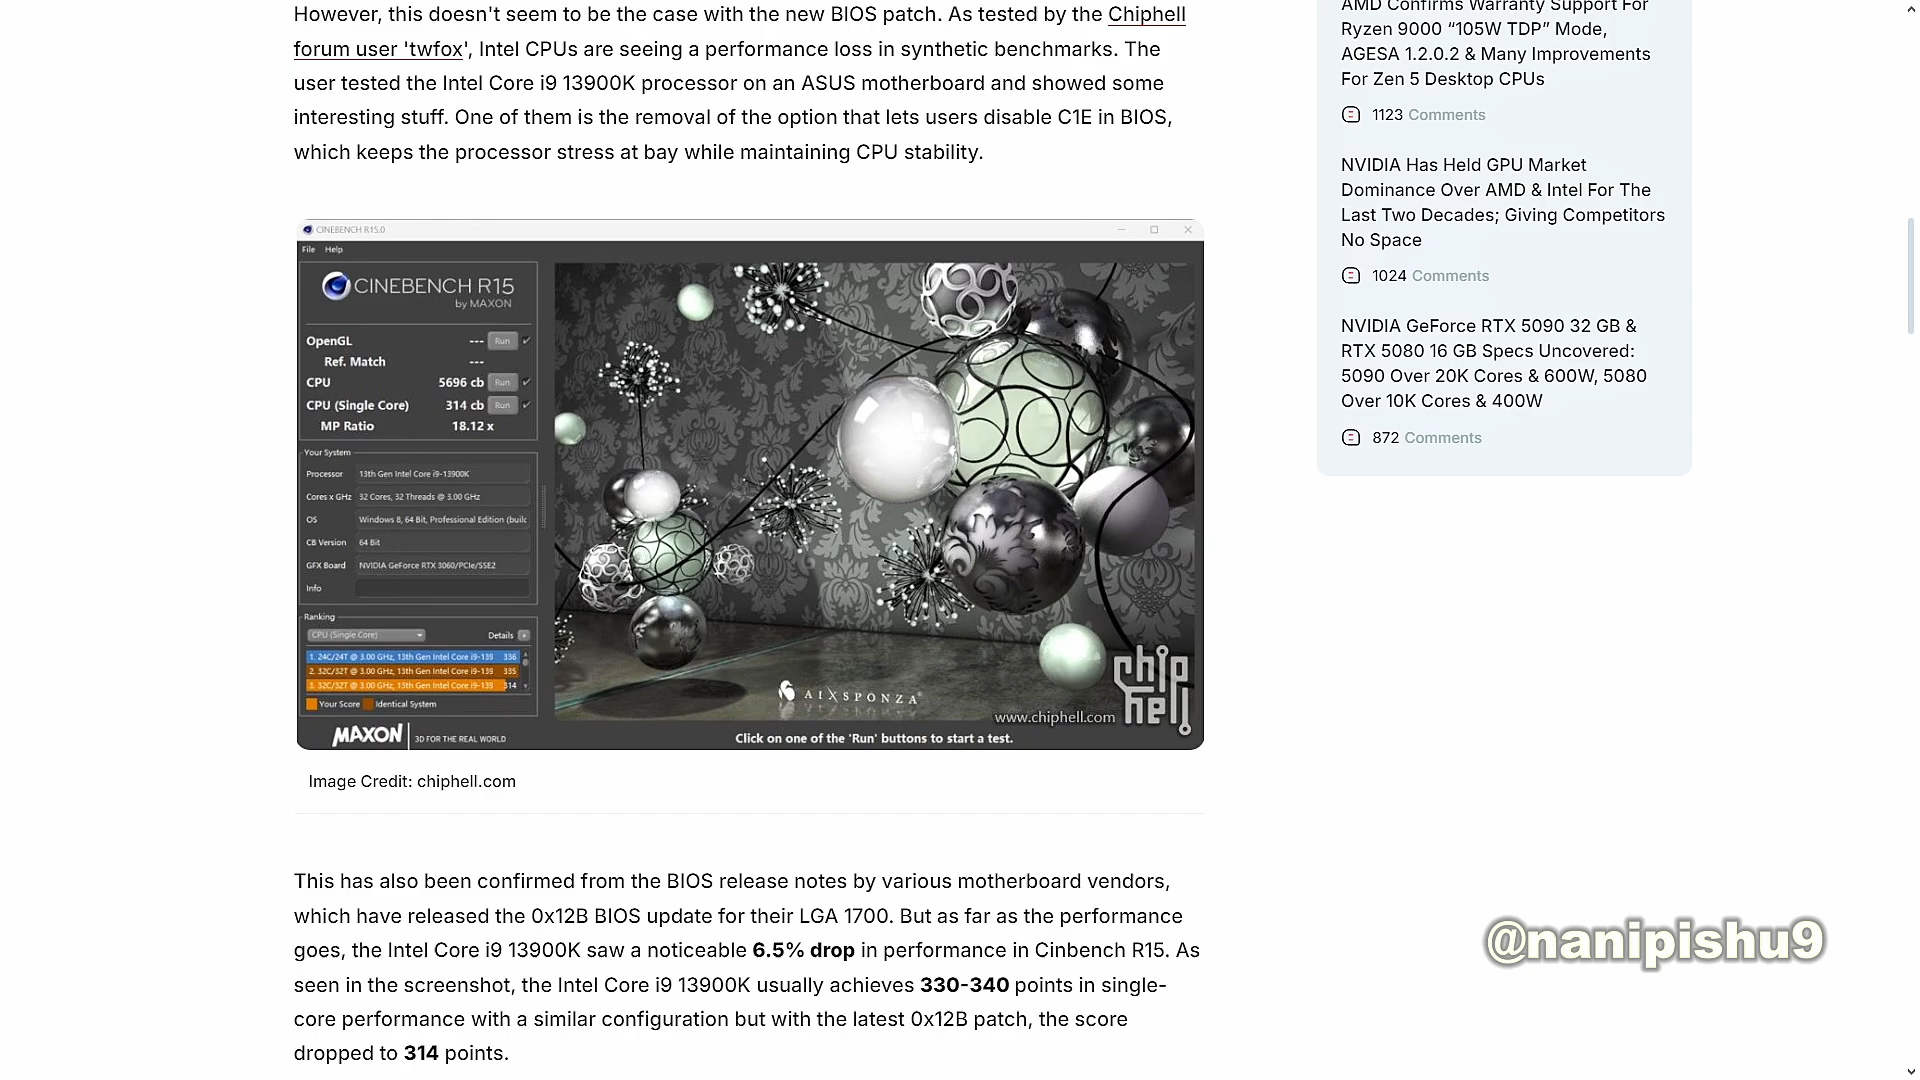 However, this doesn't seem to be the case with the new BIOS patch. As tested by the Chiphell
forum user 'twfox', Intel CPUs are seeing a performance loss in synthetic benchmarks. The
user tested the Intel Core i9 13900K processor on an ASUS motherboard and showed some
interesting stuff. One of them is the removal of the option that lets users disable C1E in BIOS,
which keeps the processor stress at bay while maintaining CPU stability.
CINEBENCH R15.0
File Help
CINEBENCH R15
by MAXON
OpenGL --- Run
Ref. Match ---
CPU 5696 cb Run
CPU (Single Core) 314 cb Run
MP Ratio 18.12 x
Your System
Processor 13th Gen Intel Core i9-13900K
Cores x GHz 32 Cores, 32 Threads @ 3.00 GHz
OS Windows 8, 64 Bit, Professional Edition (builc
CB Version 64 Bit
GFX Board NVIDIA GeForce RTX 3060/PCIe/SSE2
Info
Ranking
CPU (Single Core) Details
1. 24C/24T @ 3.00 GHz, 13th Gen Intel Core i9-139 336
2. 32C/32T @ 3.00 GHz, 13th Gen Intel Core i9-139 335
3. 32C/32T @ 3.00 GHz, 13th Gen Intel Core i9-139 314
Your Score Identical System
MAXON 3D FOR THE REAL WORLD
AIXSPONZA
www.chiphell.com
chip hell
Click on one of the 'Run' buttons to start a test.
Image Credit: chiphell.com
This has also been confirmed from the BIOS release notes by various motherboard vendors,
which have released the 0x12B BIOS update for their LGA 1700. But as far as the performance
goes, the Intel Core i9 13900K saw a noticeable 6.5% drop in performance in Cinbench R15. As
seen in the screenshot, the Intel Core i9 13900K usually achieves 330-340 points in single-
core performance with a similar configuration but with the latest 0x12B patch, the score
dropped to 314 points.
AMD Confirms Warranty Support For
Ryzen 9000 “105W TDP” Mode,
AGESA 1.2.0.2 & Many Improvements
For Zen 5 Desktop CPUs
1123 Comments
NVIDIA Has Held GPU Market
Dominance Over AMD & Intel For The
Last Two Decades; Giving Competitors
No Space
1024 Comments
NVIDIA GeForce RTX 5090 32 GB &
RTX 5080 16 GB Specs Uncovered:
5090 Over 20K Cores & 600W, 5080
Over 10K Cores & 400W
872 Comments
@nanipishu9